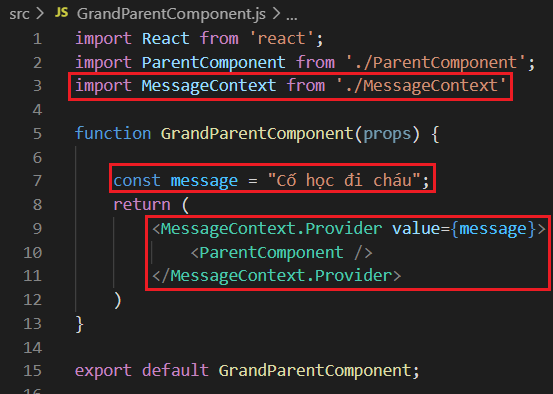 src > JS GrandParentComponent.js > ...
1 import React from 'react';
2 import ParentComponent from './ParentComponent';
3 import MessageContext from './MessageContext'
4
5 function GrandParentComponent(props) {
6
7 const message = "Cố học đi cháu";
8 return (
9 <MessageContext.Provider value={message}>
10 <ParentComponent />
11 </MessageContext.Provider>
12 )
13 }
14
15 export default GrandParentComponent;
16